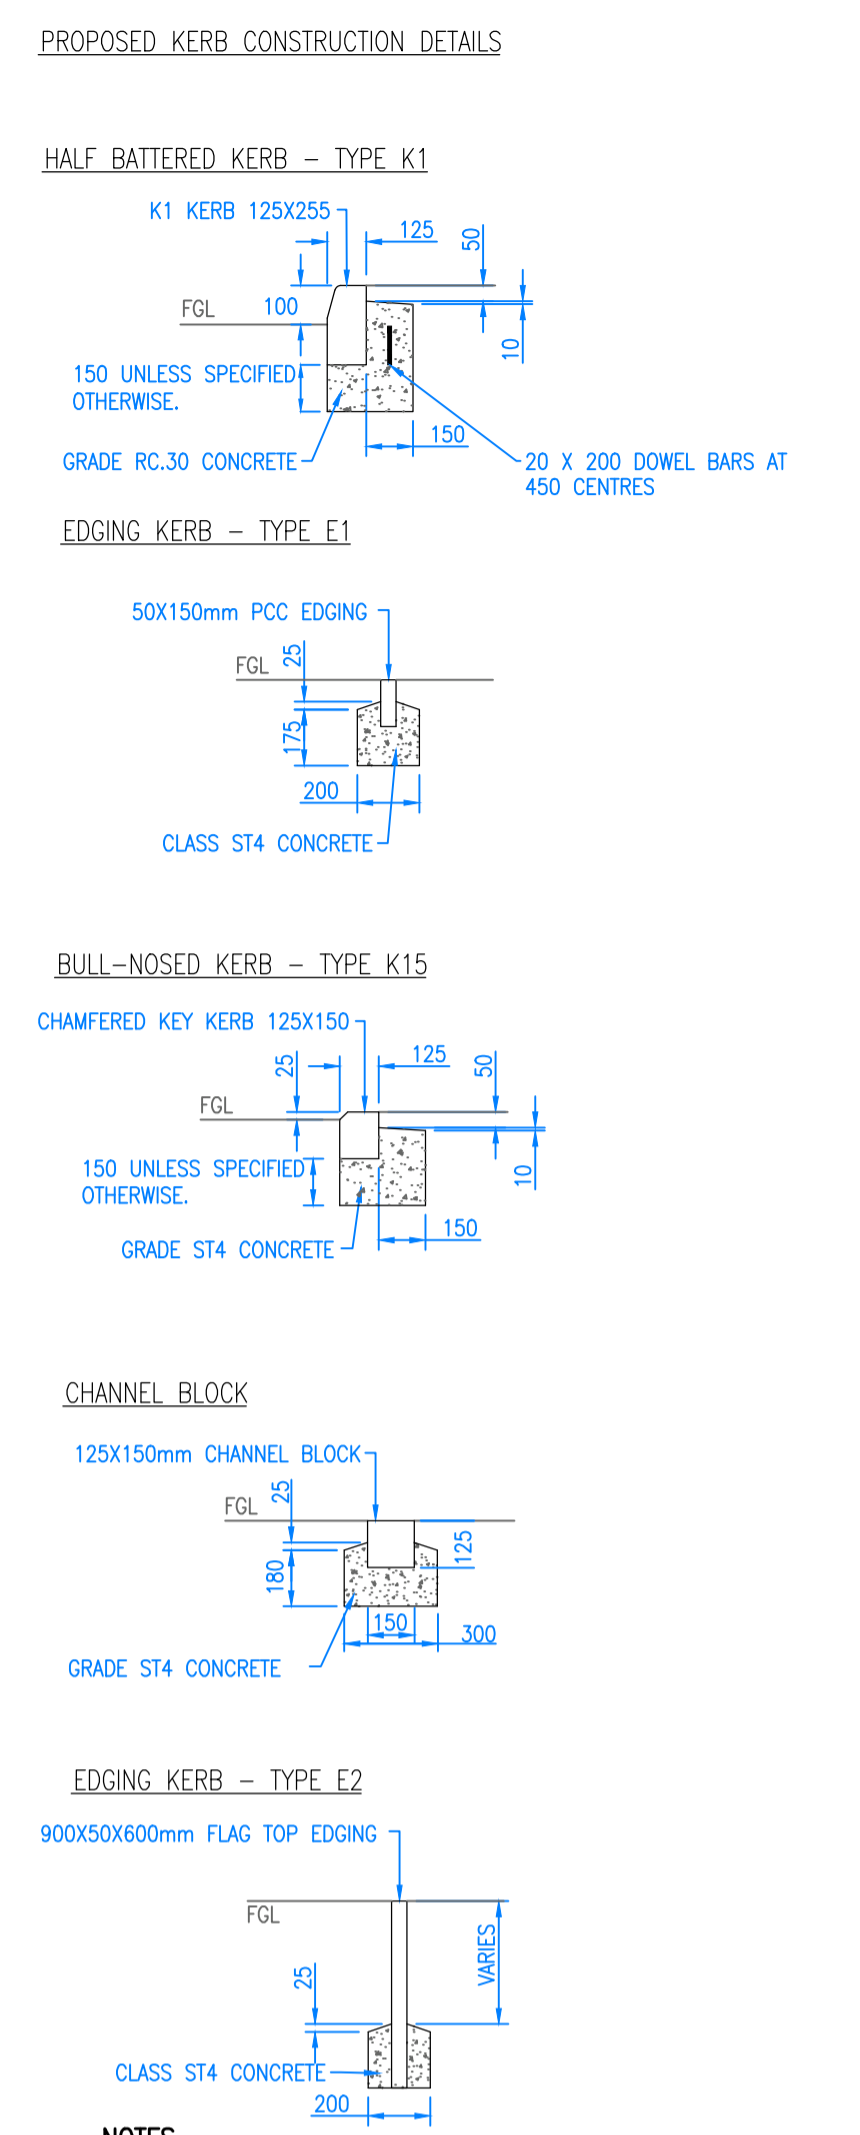 PROPOSED KERB CONSTRUCTION DETAILS
HALF BATTERED KERB – TYPE K1
K1 KERB 125X255
125
50
FGL
100
10
150 UNLESS SPECIFIED
OTHERWISE.
150
GRADE RC.30 CONCRETE
20 X 200 DOWEL BARS AT
450 CENTRES
EDGING KERB – TYPE E1
50X150mm PCC EDGING
FGL
25
175
200
CLASS ST4 CONCRETE
BULL-NOSED KERB – TYPE K15
CHAMFERED KEY KERB 125X150
25
125
50
FGL
150 UNLESS SPECIFIED
OTHERWISE.
10
150
GRADE ST4 CONCRETE
CHANNEL BLOCK
125X150mm CHANNEL BLOCK
FGL
25
125
180
150
300
GRADE ST4 CONCRETE
EDGING KERB – TYPE E2
900X50X600mm FLAG TOP EDGING
FGL
VARIES
25
CLASS ST4 CONCRETE
200
NOTES